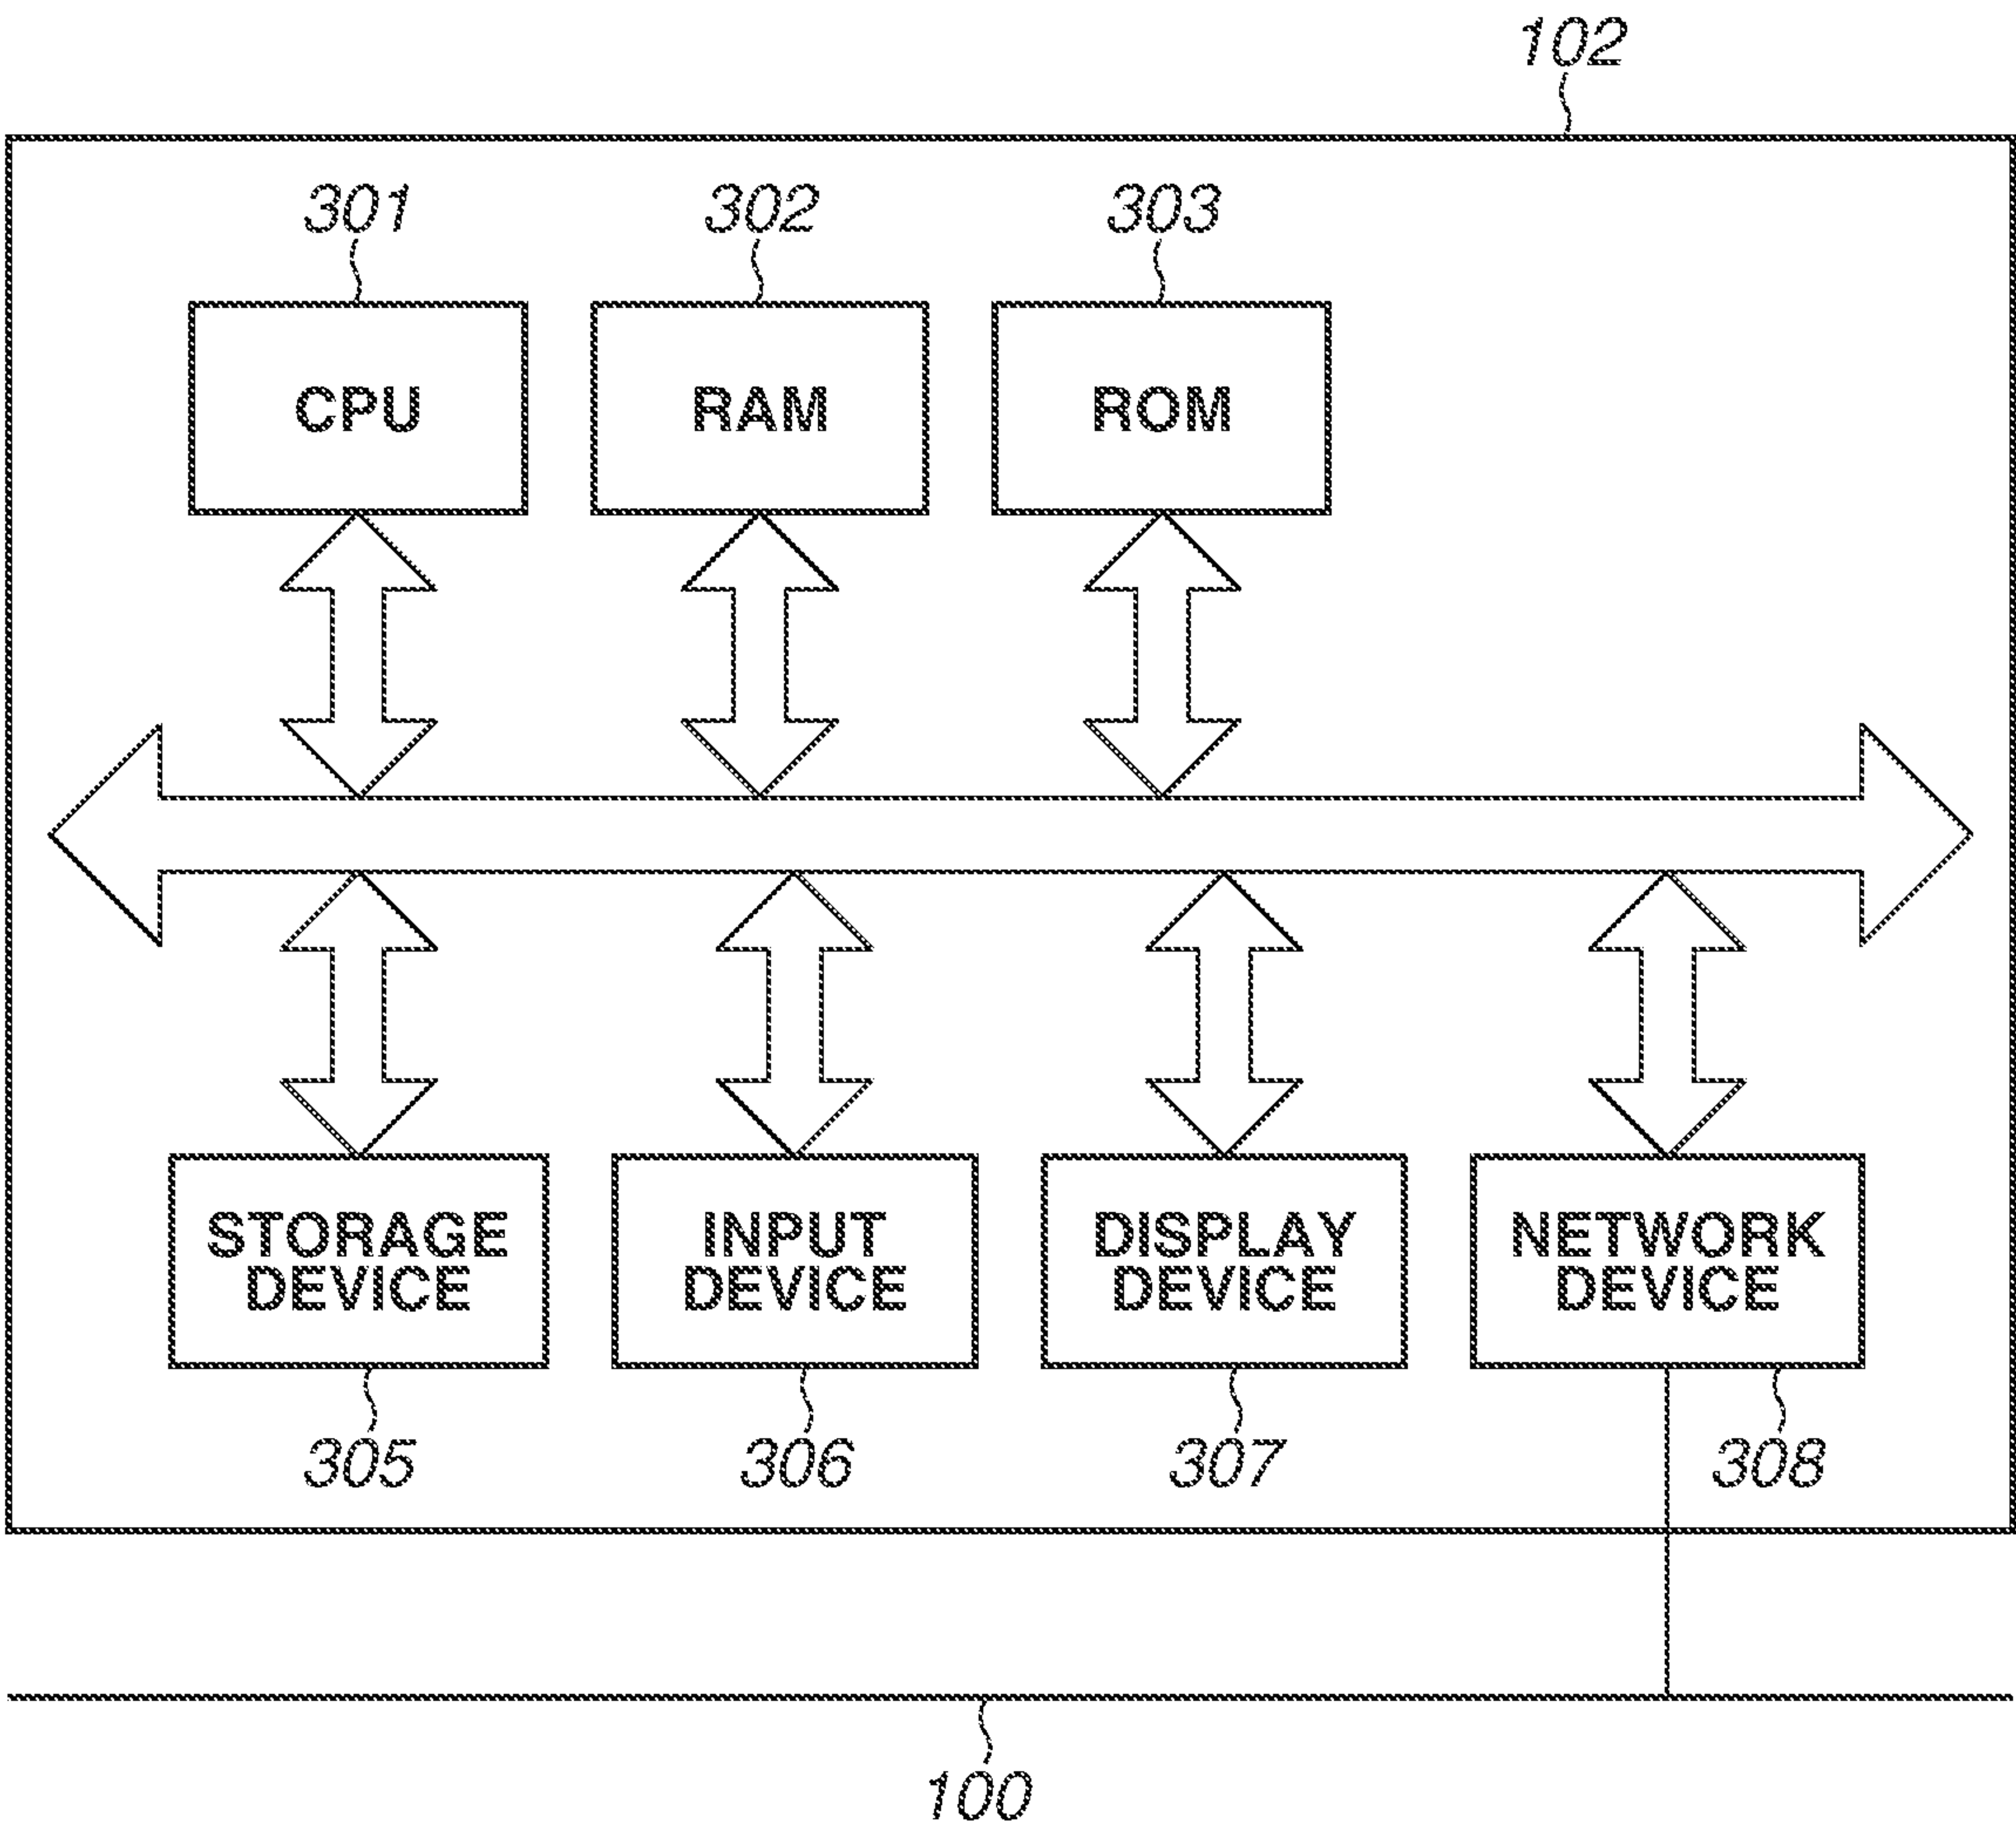 102
301
302
303
CPU
RAM
ROM
STORAGE
DEVICE
INPUT
DEVICE
DISPLAY
DEVICE
NETWORK
DEVICE
305
306
307
308
100